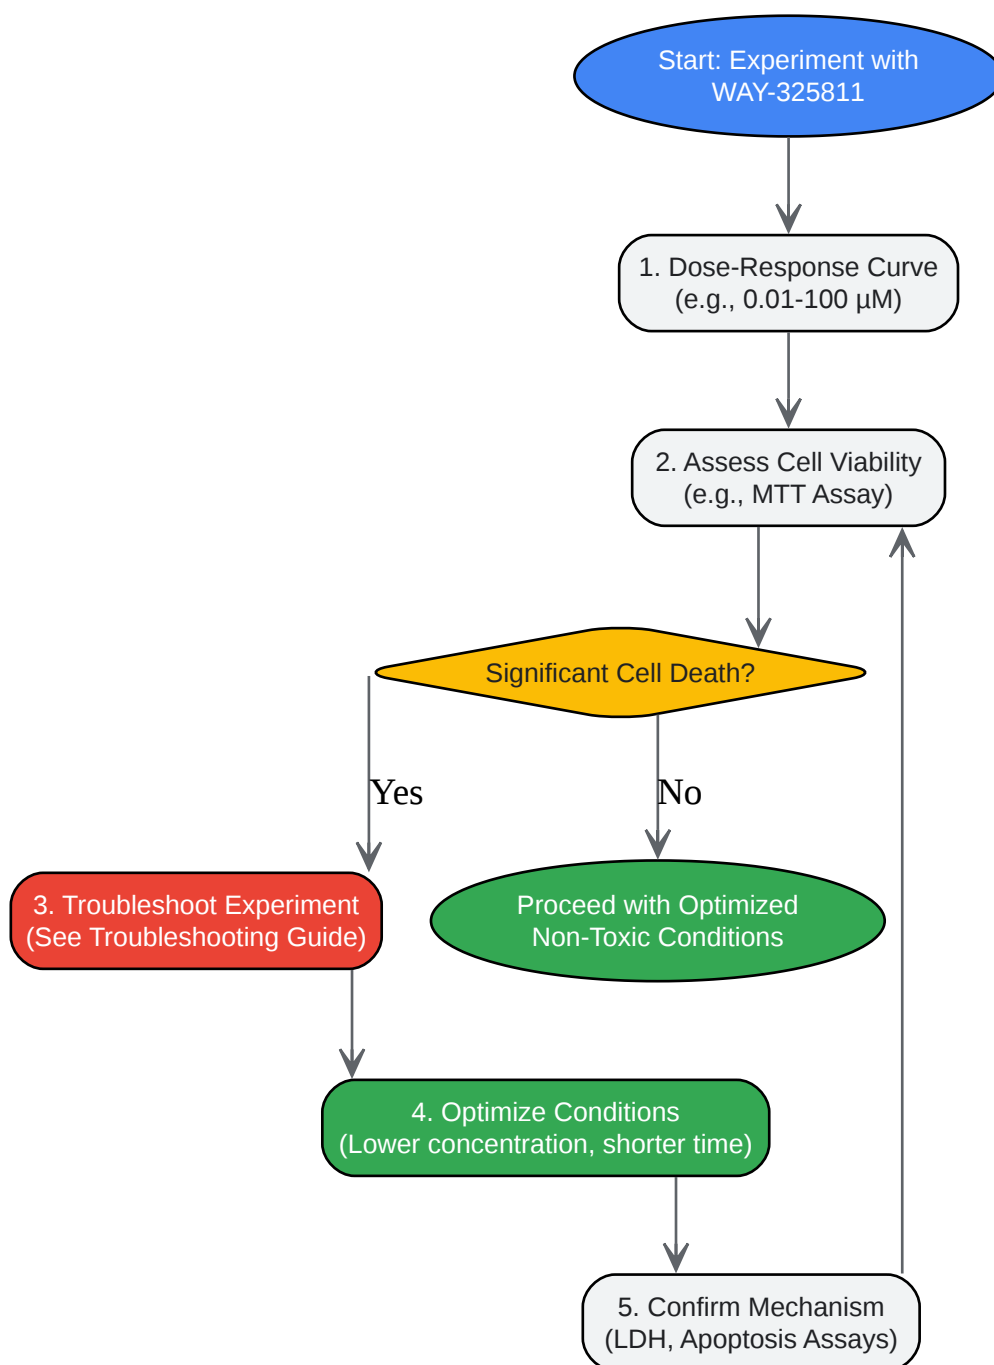 Start: Experiment with
WAY-325811
1. Dose-Response Curve
(e.g., 0.01-100 µM)
2. Assess Cell Viability
(e.g., MTT Assay)
Significant Cell Death?
Yes
No
3. Troubleshoot Experiment
(See Troubleshooting Guide)
Proceed with Optimized
Non-Toxic Conditions
4. Optimize Conditions
(Lower concentration, shorter time)
5. Confirm Mechanism
(LDH, Apoptosis Assays)